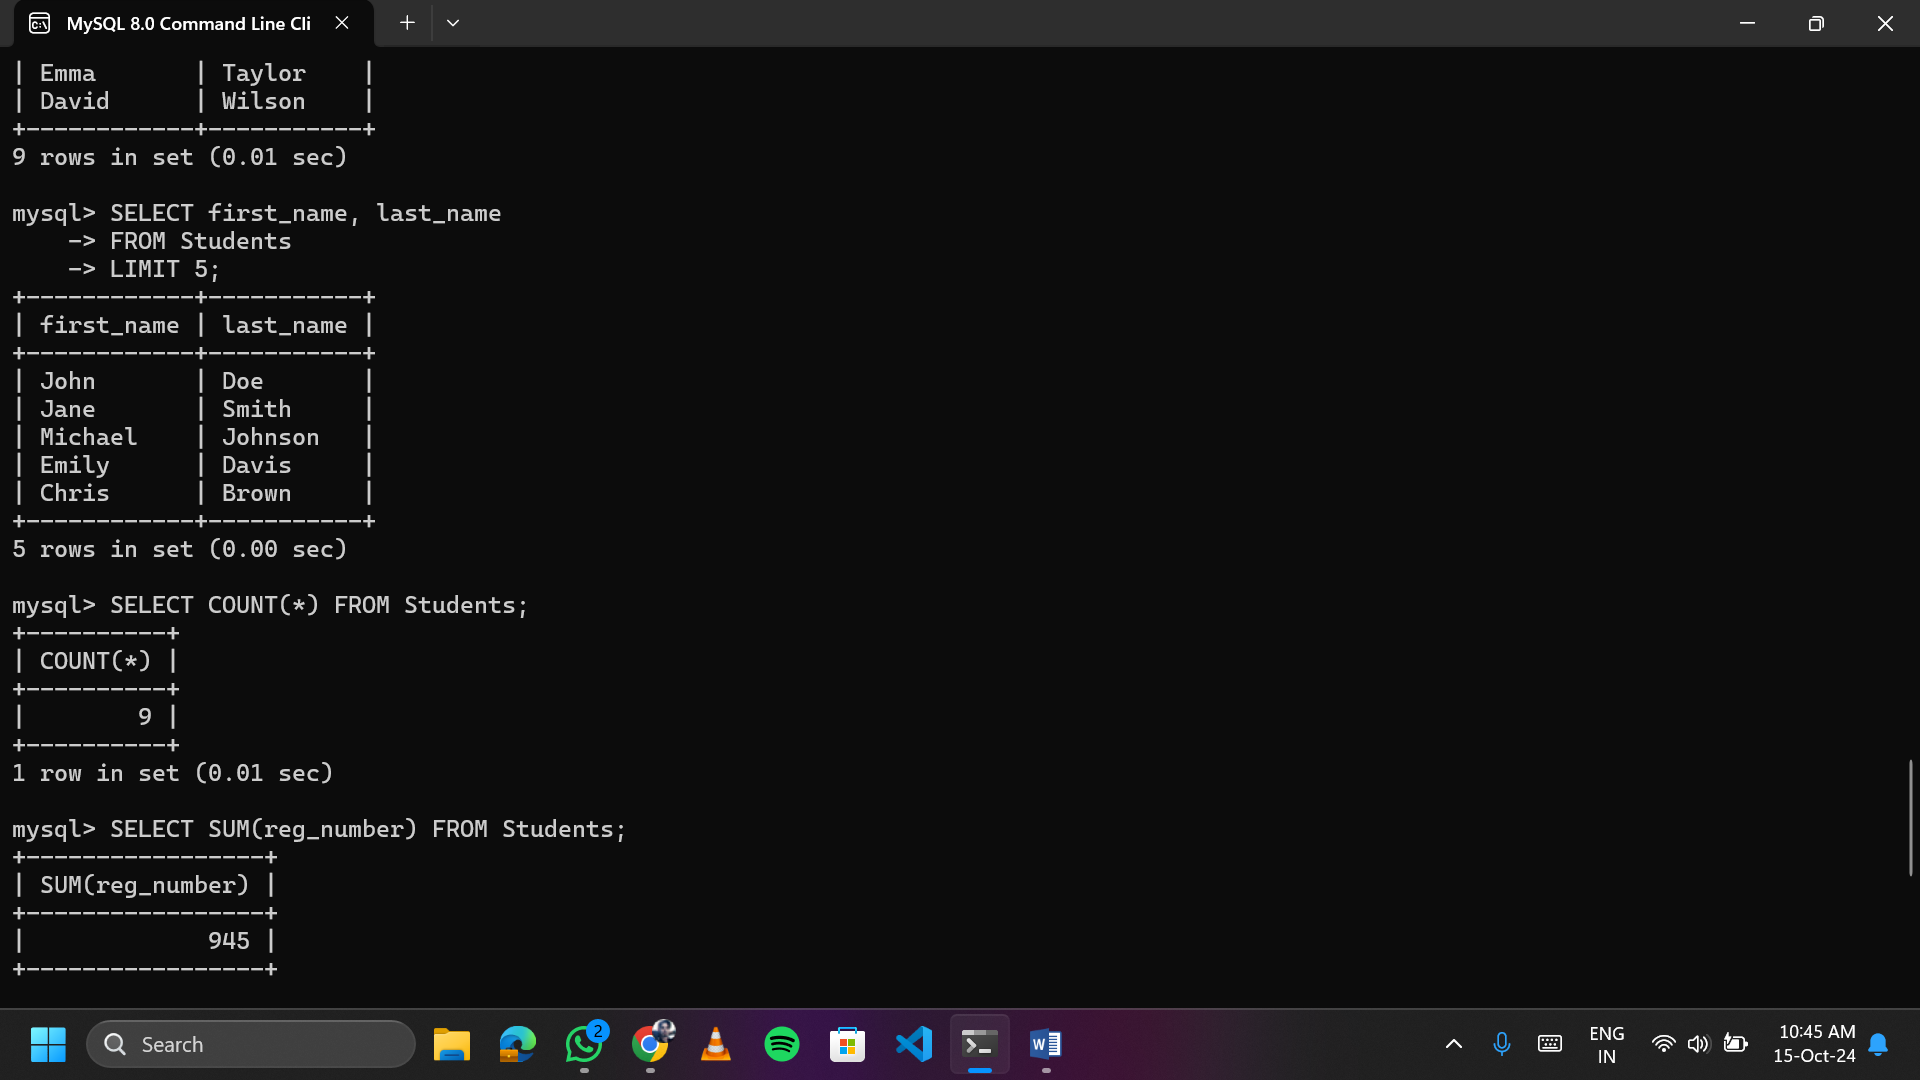 MySQL 8.0 Command Line Cli
| Emma       | Taylor    |
| David      | Wilson    |
+------------+-----------+
9 rows in set (0.01 sec)
mysql> SELECT first_name, last_name
    -> FROM Students
    -> LIMIT 5;
+------------+-----------+
| first_name | last_name |
+------------+-----------+
| John       | Doe       |
| Jane       | Smith     |
| Michael    | Johnson   |
| Emily      | Davis     |
| Chris      | Brown     |
+------------+-----------+
5 rows in set (0.00 sec)
mysql> SELECT COUNT(*) FROM Students;
+----------+
| COUNT(*) |
+----------+
|        9 |
+----------+
1 row in set (0.01 sec)
mysql> SELECT SUM(reg_number) FROM Students;
+-----------------+
| SUM(reg_number) |
+-----------------+
|             945 |
+-----------------+
Search
2
W
ENG
IN
10:45 AM
15-Oct-24